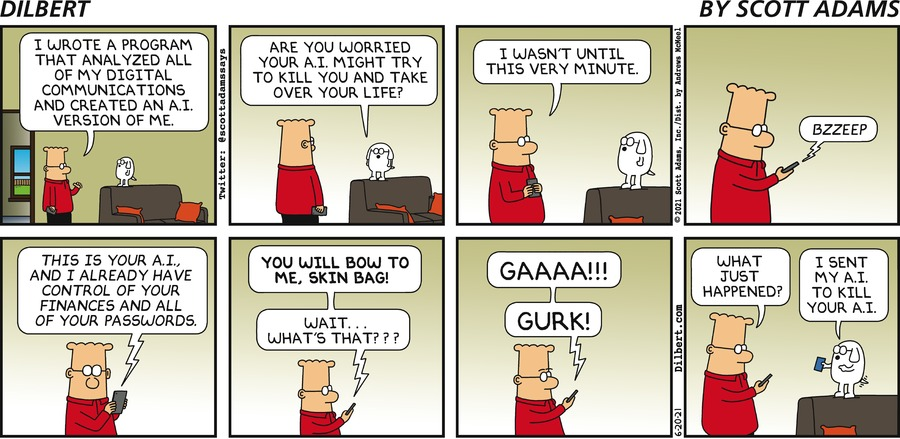 DILBERT
BY SCOTT ADAMS
I WROTE A PROGRAM
THAT ANALYZED ALL
OF MY DIGITAL
COMMUNICATIONS
AND CREATED AN A.I.
VERSION OF ME.
Twitter: @scottadamssays
ARE YOU WORRIED
YOUR A.I. MIGHT TRY
TO KILL YOU AND TAKE
OVER YOUR LIFE?
I WASN'T UNTIL
THIS VERY MINUTE.
© 2021 Scott Adams, Inc./Dist. by Andrews McMeel
BZZEEP
THIS IS YOUR A.I.,
AND I ALREADY HAVE
CONTROL OF YOUR
FINANCES AND ALL
OF YOUR PASSWORDS.
YOU WILL BOW TO
ME, SKIN BAG!
WAIT...
WHAT'S THAT???
GAAAA!!!
GURK!
6-20-21
Dilbert.com
WHAT
JUST
HAPPENED?
I SENT
MY A.I.
TO KILL
YOUR A.I.